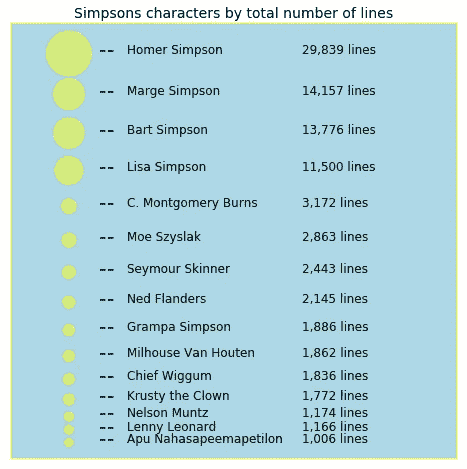 Simpsons characters by total number of lines
-- Homer Simpson 29,839 lines
-- Marge Simpson 14,157 lines
-- Bart Simpson 13,776 lines
-- Lisa Simpson 11,500 lines
-- C. Montgomery Burns 3,172 lines
-- Moe Szyslak 2,863 lines
-- Seymour Skinner 2,443 lines
-- Ned Flanders 2,145 lines
-- Grampa Simpson 1,886 lines
-- Milhouse Van Houten 1,862 lines
-- Chief Wiggum 1,836 lines
-- Krusty the Clown 1,772 lines
-- Nelson Muntz 1,174 lines
-- Lenny Leonard 1,166 lines
-- Apu Nahasapeemapetilon 1,006 lines